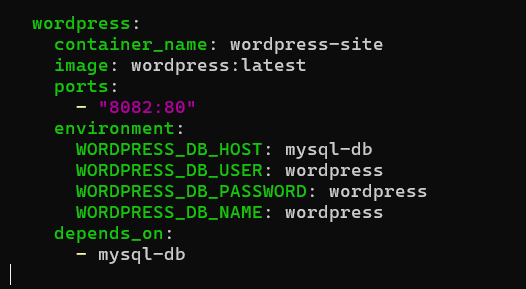 wordpress:
container_name: wordpress-site
image: wordpress:latest
ports:
- "8082:80"
environment:
WORDPRESS_DB_HOST: mysql-db
WORDPRESS_DB_USER: wordpress
WORDPRESS_DB_PASSWORD: wordpress
WORDPRESS_DB_NAME: wordpress
depends_on:
- mysql-db